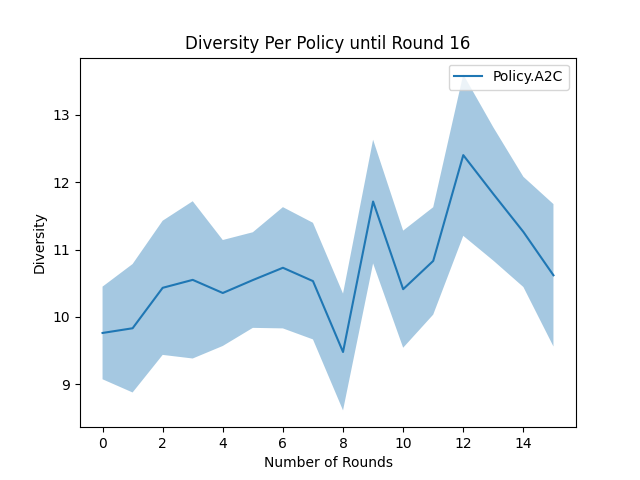 Diversity Per Policy until Round 16
Policy.A2C
13
12
11
10
9
Diversity
0 2 4 6 8 10 12 14
Number of Rounds